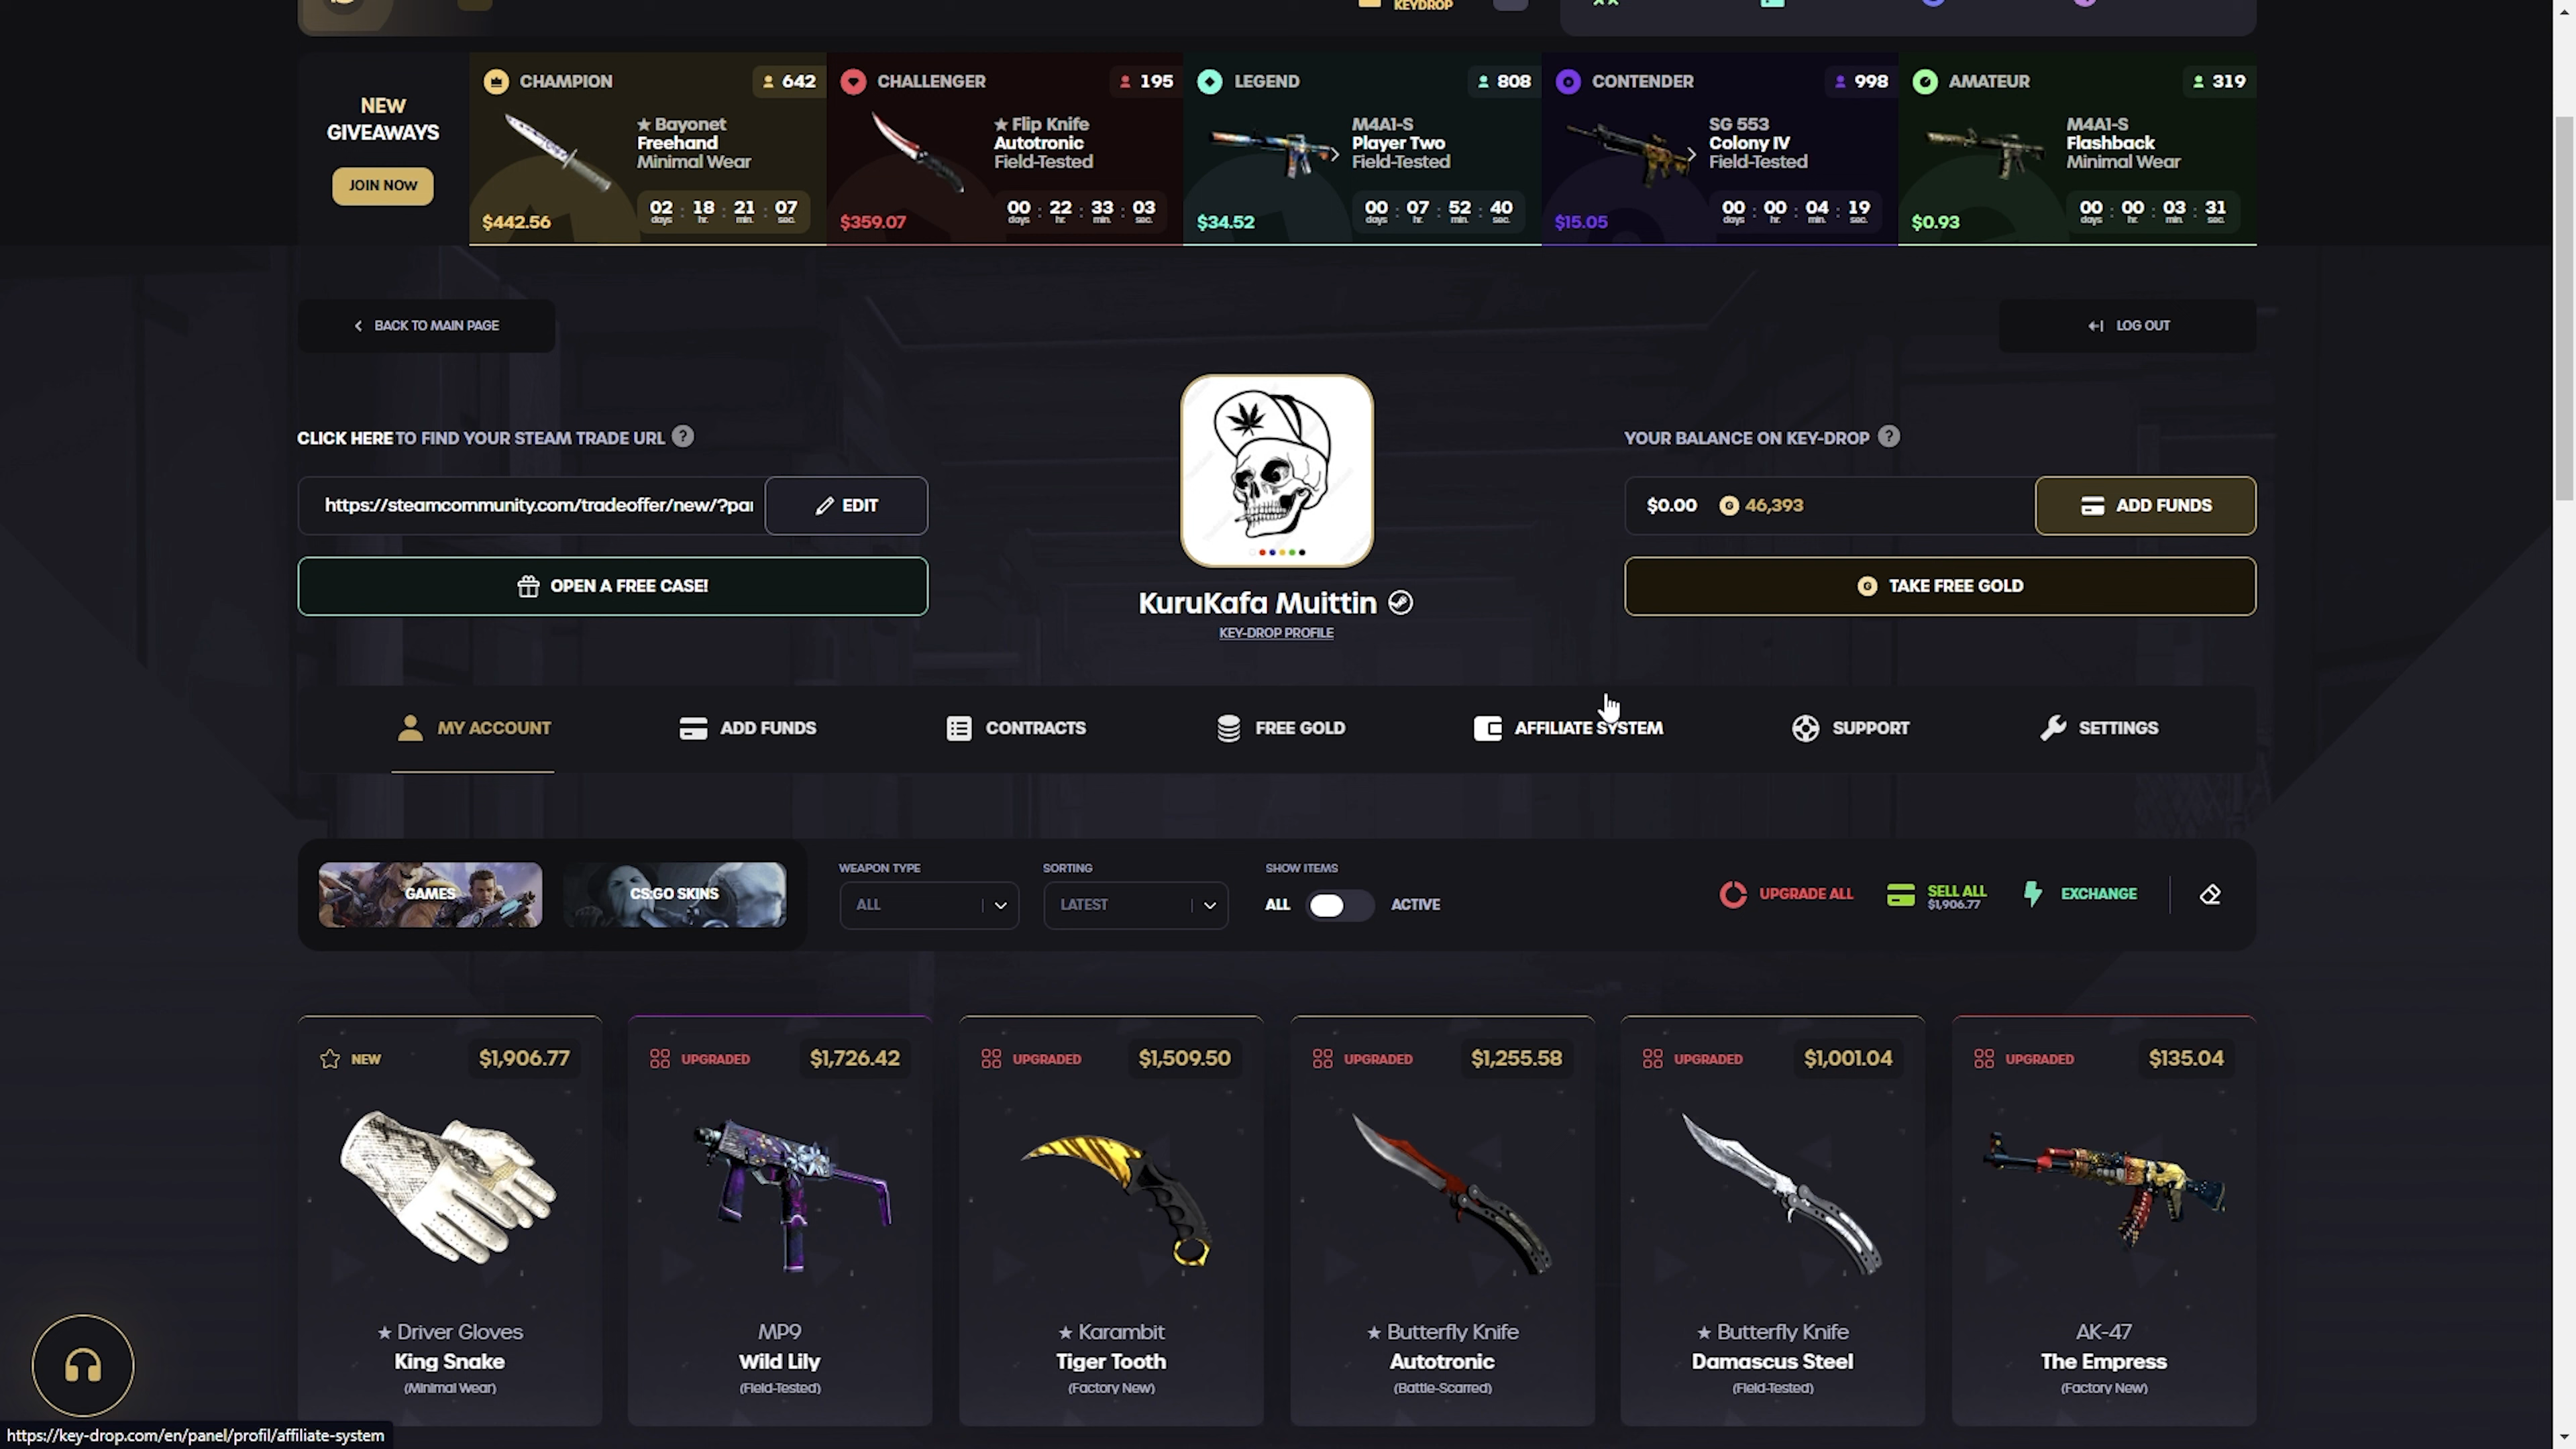 KEYDROP
NEW
GIVEAWAYS
JOIN NOW
CHAMPION
642
★ Bayonet
Freehand
Minimal Wear
$442.56
02 : 18 : 21 : 07
days hr. min. sec.
CHALLENGER
195
★ Flip Knife
Autotronic
Field-Tested
$359.07
00 : 22 : 33 : 03
days hr. min. sec.
LEGEND
808
M4A1-S
Player Two
Field-Tested
$34.52
00 : 07 : 52 : 40
days hr. min. sec.
CONTENDER
998
SG 553
Colony IV
Field-Tested
$15.05
00 : 00 : 04 : 19
days hr. min. sec.
AMATEUR
319
M4A1-S
Flashback
Minimal Wear
$0.93
00 : 00 : 03 : 31
days hr. min. sec.
BACK TO MAIN PAGE
LOG OUT
CLICK HERE TO FIND YOUR STEAM TRADE URL ?
https://steamcommunity.com/tradeoffer/new/?par
EDIT
OPEN A FREE CASE!
KuruKafa Muittin
KEY-DROP PROFILE
YOUR BALANCE ON KEY-DROP ?
$0.00 G 46,393
ADD FUNDS
G TAKE FREE GOLD
MY ACCOUNT
ADD FUNDS
CONTRACTS
FREE GOLD
AFFILIATE SYSTEM
SUPPORT
SETTINGS
GAMES
CS:GO SKINS
WEAPON TYPE
ALL
SORTING
LATEST
SHOW ITEMS
ALL
ACTIVE
UPGRADE ALL
SELL ALL
$1,906.77
EXCHANGE
NEW
$1,906.77
★ Driver Gloves
King Snake
(Minimal Wear)
UPGRADED
$1,726.42
MP9
Wild Lily
(Field-Tested)
UPGRADED
$1,509.50
★ Karambit
Tiger Tooth
(Factory New)
UPGRADED
$1,255.58
★ Butterfly Knife
Autotronic
(Battle-Scarred)
UPGRADED
$1,001.04
★ Butterfly Knife
Damascus Steel
(Field-Tested)
UPGRADED
$135.04
AK-47
The Empress
(Factory New)
https://key-drop.com/en/panel/profil/affiliate-system